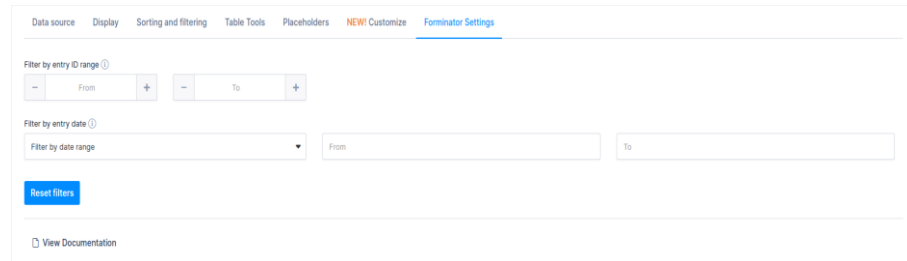 Data source Display Sorting and filtering Table Tools Placeholders NEW! Customize Forminator Settings
Filter by entry ID range
− From + − To +
Filter by entry date
Filter by date range From To
Reset filters
View Documentation